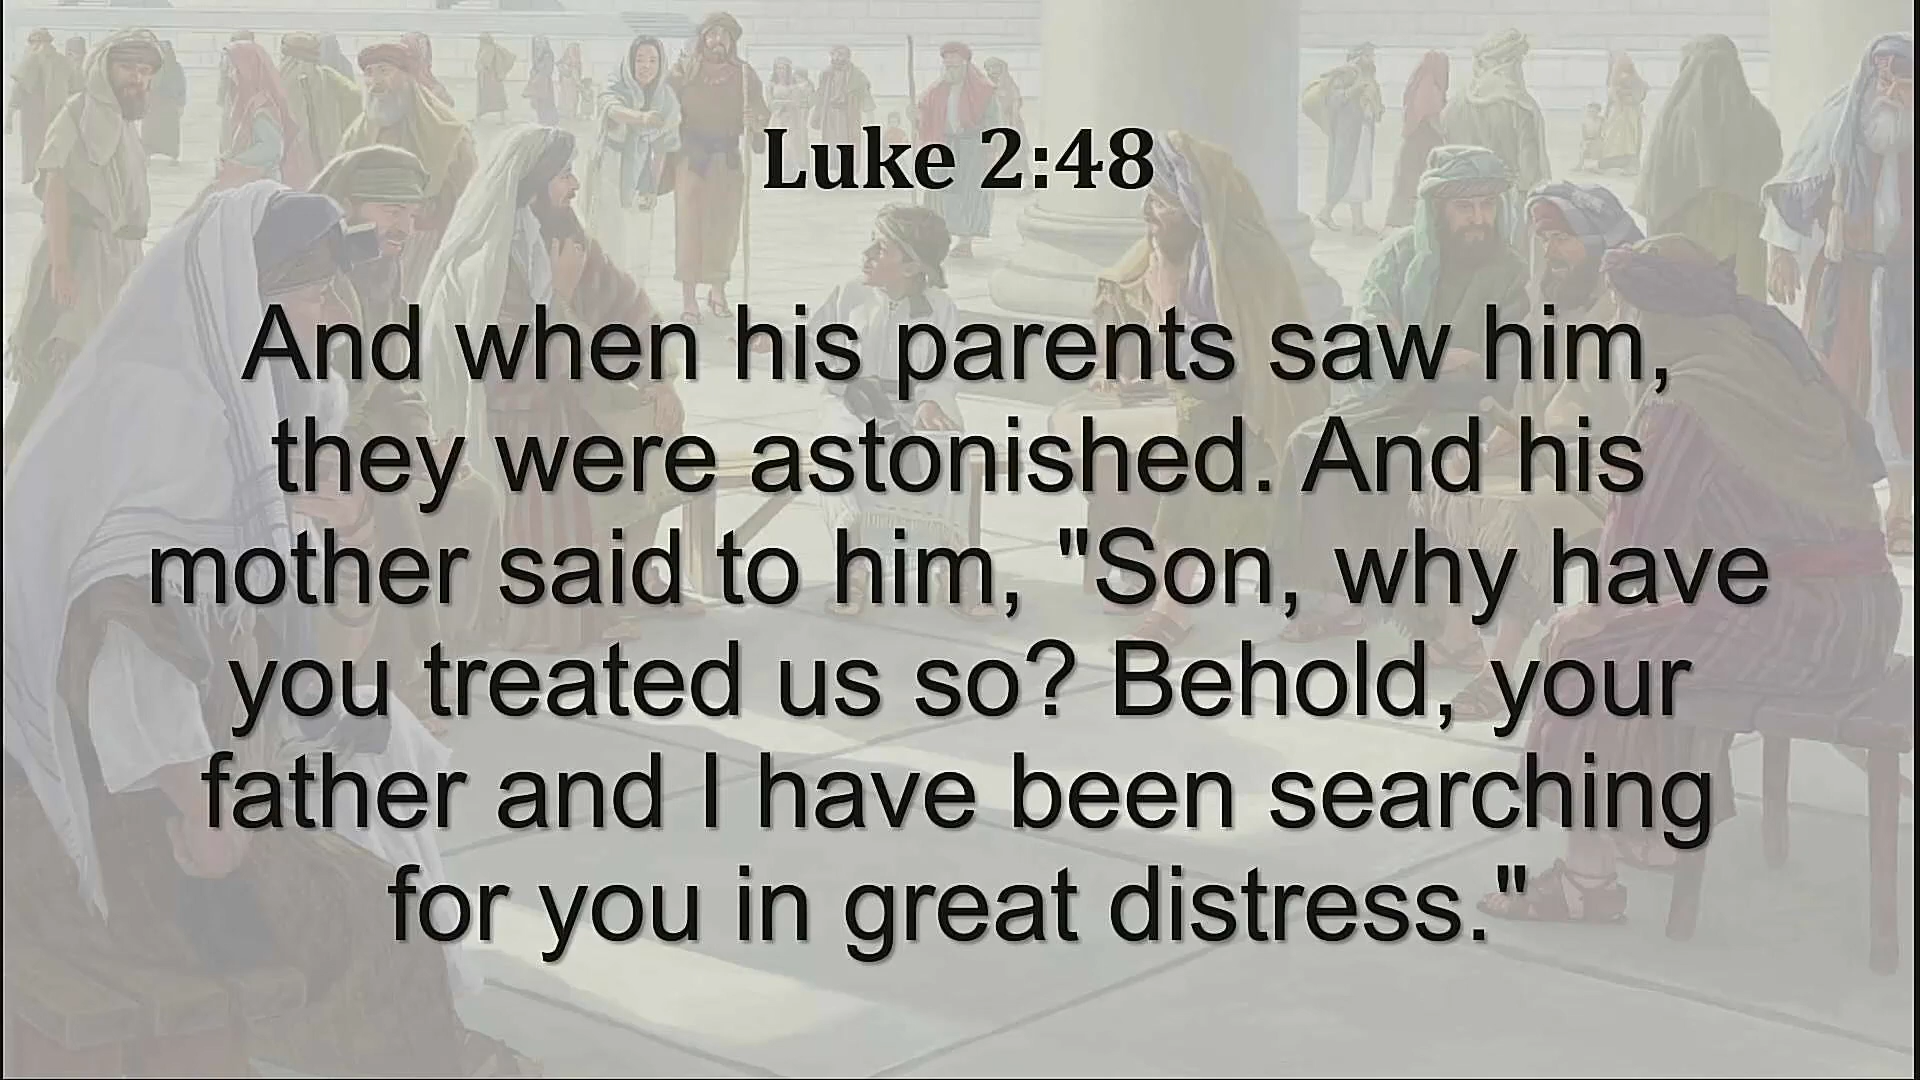 Luke 2:48
And when his parents saw him,
they were astonished. And his
mother said to him, "Son, why have
you treated us so? Behold, your
father and I have been searching
for you in great distress."